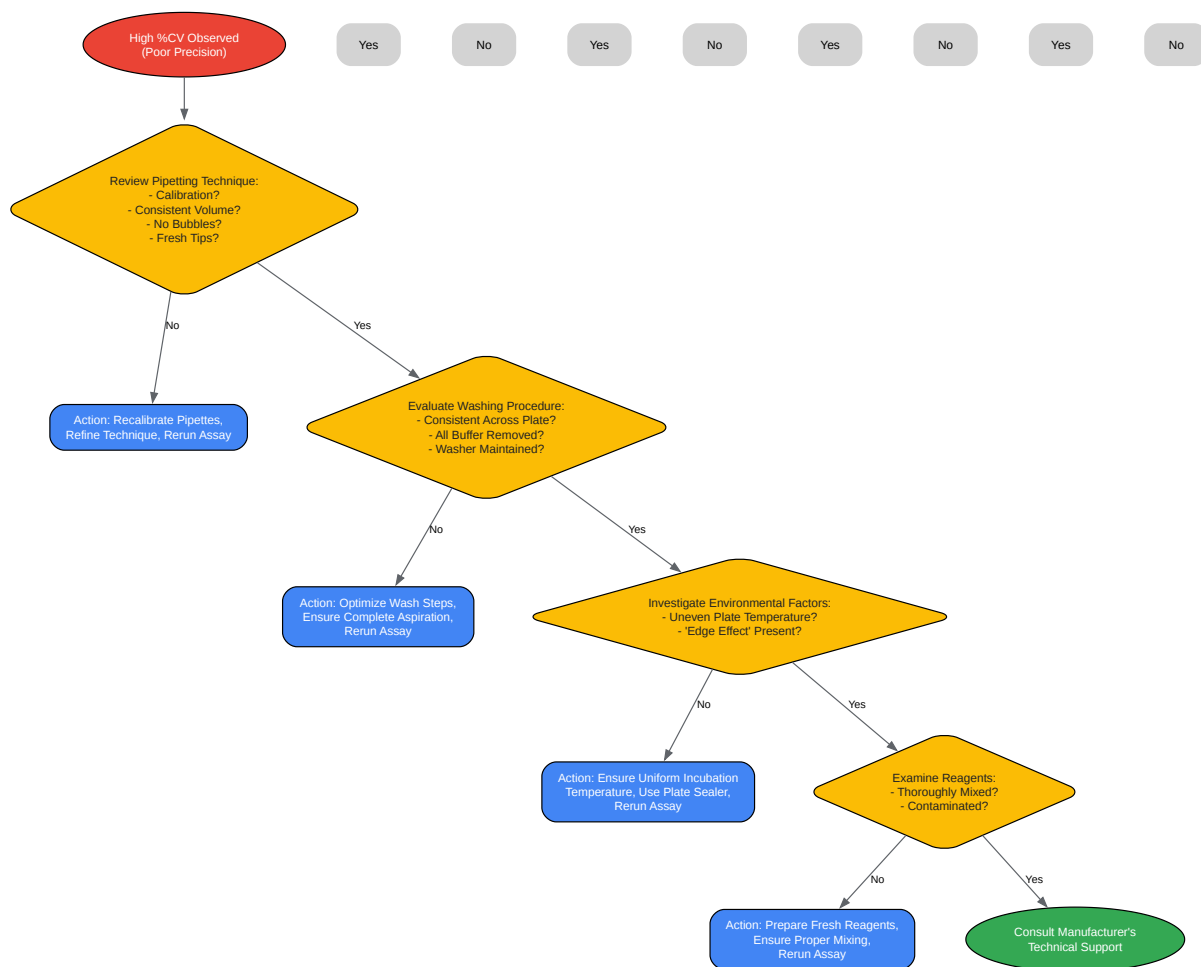 High %CV Observed
(Poor Precision)
Yes
No
Yes
No
Yes
No
Yes
No
Review Pipetting Technique:
- Calibration?
- Consistent Volume?
- No Bubbles?
- Fresh Tips?
No
Yes
Action: Recalibrate Pipettes,
Refine Technique, Rerun Assay
Evaluate Washing Procedure:
- Consistent Across Plate?
- All Buffer Removed?
- Washer Maintained?
No
Yes
Action: Optimize Wash Steps,
Ensure Complete Aspiration,
Rerun Assay
Investigate Environmental Factors:
- Uneven Plate Temperature?
- 'Edge Effect' Present?
No
Yes
Action: Ensure Uniform Incubation
Temperature, Use Plate Sealer,
Rerun Assay
Examine Reagents:
- Thoroughly Mixed?
- Contaminated?
No
Yes
Action: Prepare Fresh Reagents,
Ensure Proper Mixing,
Rerun Assay
Consult Manufacturer's
Technical Support